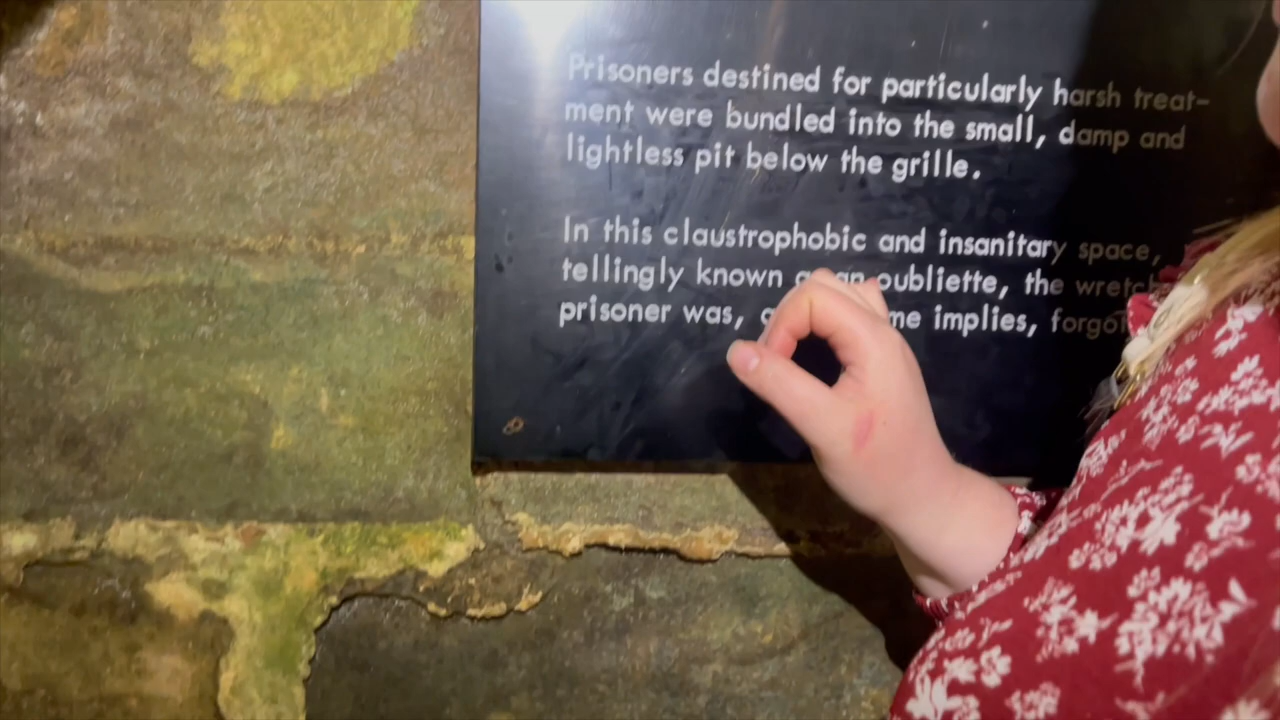 Prisoners destined for particularly harsh treat-
ment were bundled into the small, damp and
lightless pit below the grille.
In this claustrophobic and insanitary space,
tellingly known an oubliette, the
prisoner was, implies,